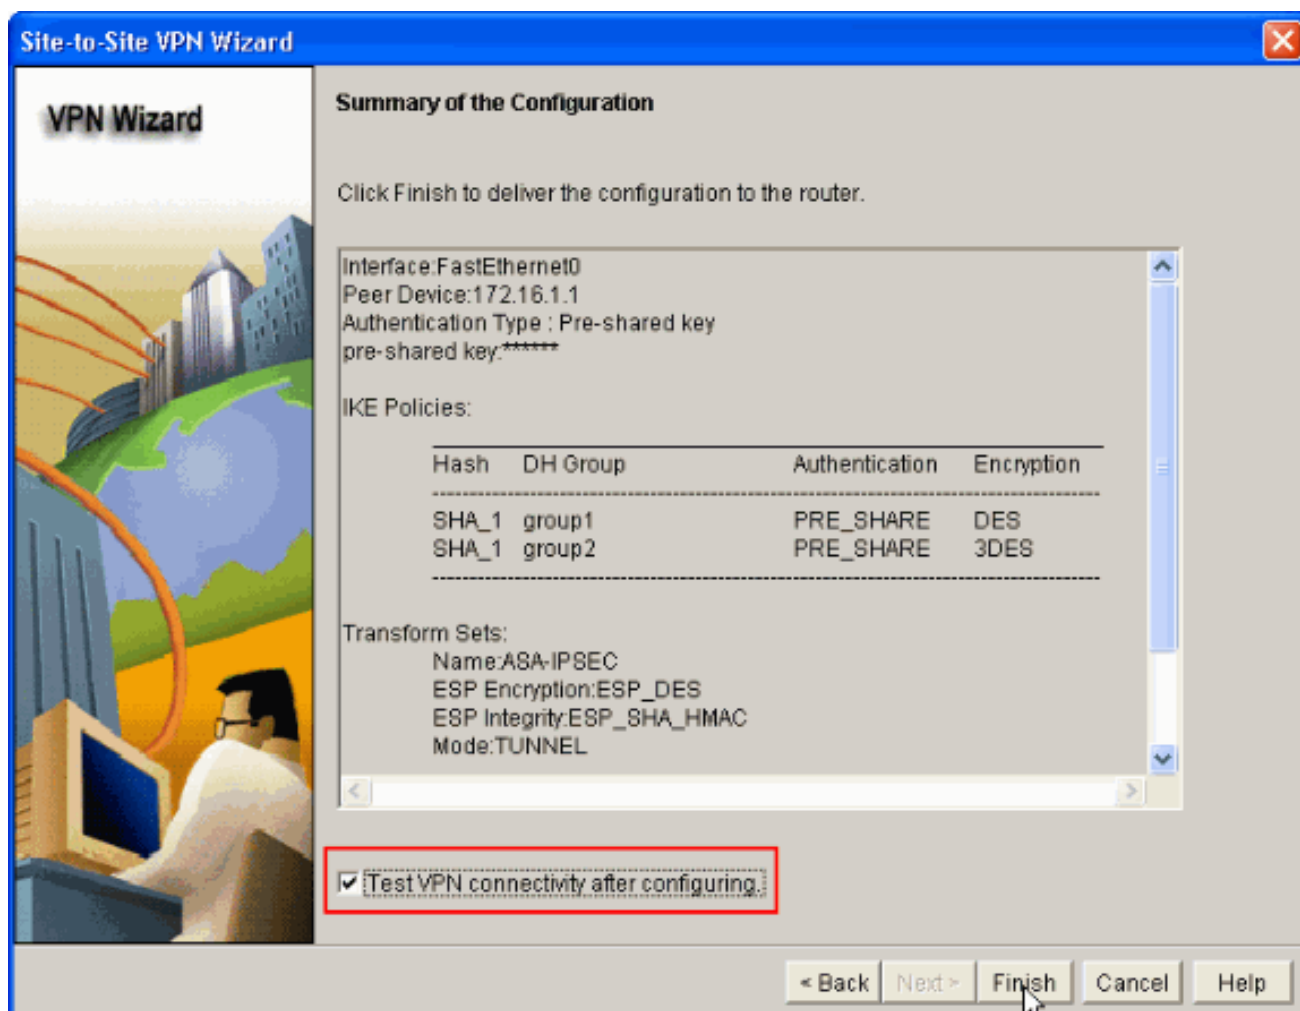 Site-to-Site VPN Wizard
VPN Wizard
Summary of the Configuration
Click Finish to deliver the configuration to the router.
Interface:FastEthernet0
Peer Device:172.16.1.1
Authentication Type : Pre-shared key
pre-shared key:******
IKE Policies:
Hash DH Group Authentication Encryption
SHA_1 group1 PRE_SHARE DES
SHA_1 group2 PRE_SHARE 3DES
Transform Sets:
Name:ASA-IPSEC
ESP Encryption:ESP_DES
ESP Integrity:ESP_SHA_HMAC
Mode:TUNNEL
Test VPN connectivity after configuring.
< Back Next > Finish Cancel Help